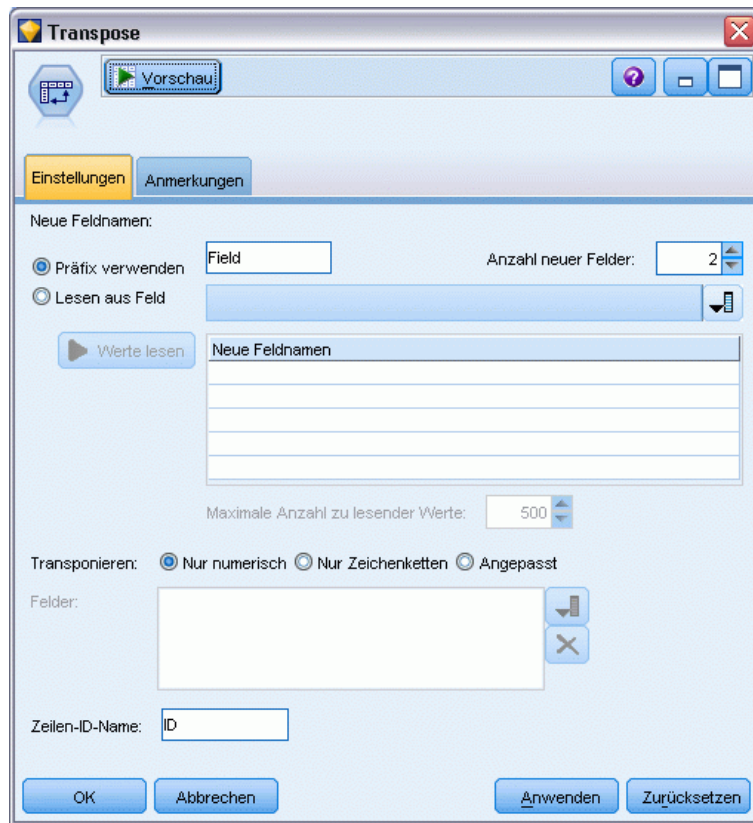 Transpose
Vorschau
Einstellungen
Anmerkungen
Neue Feldnamen:
Präfix verwenden
Field
Anzahl neuer Felder:
2
Lesen aus Feld
Werte lesen
Neue Feldnamen
Maximale Anzahl zu lesender Werte:
500
Transponieren:
Nur numerisch
Nur Zeichenketten
Angepasst
Felder:
Zeilen-ID-Name:
ID
OK
Abbrechen
Anwenden
Zurücksetzen